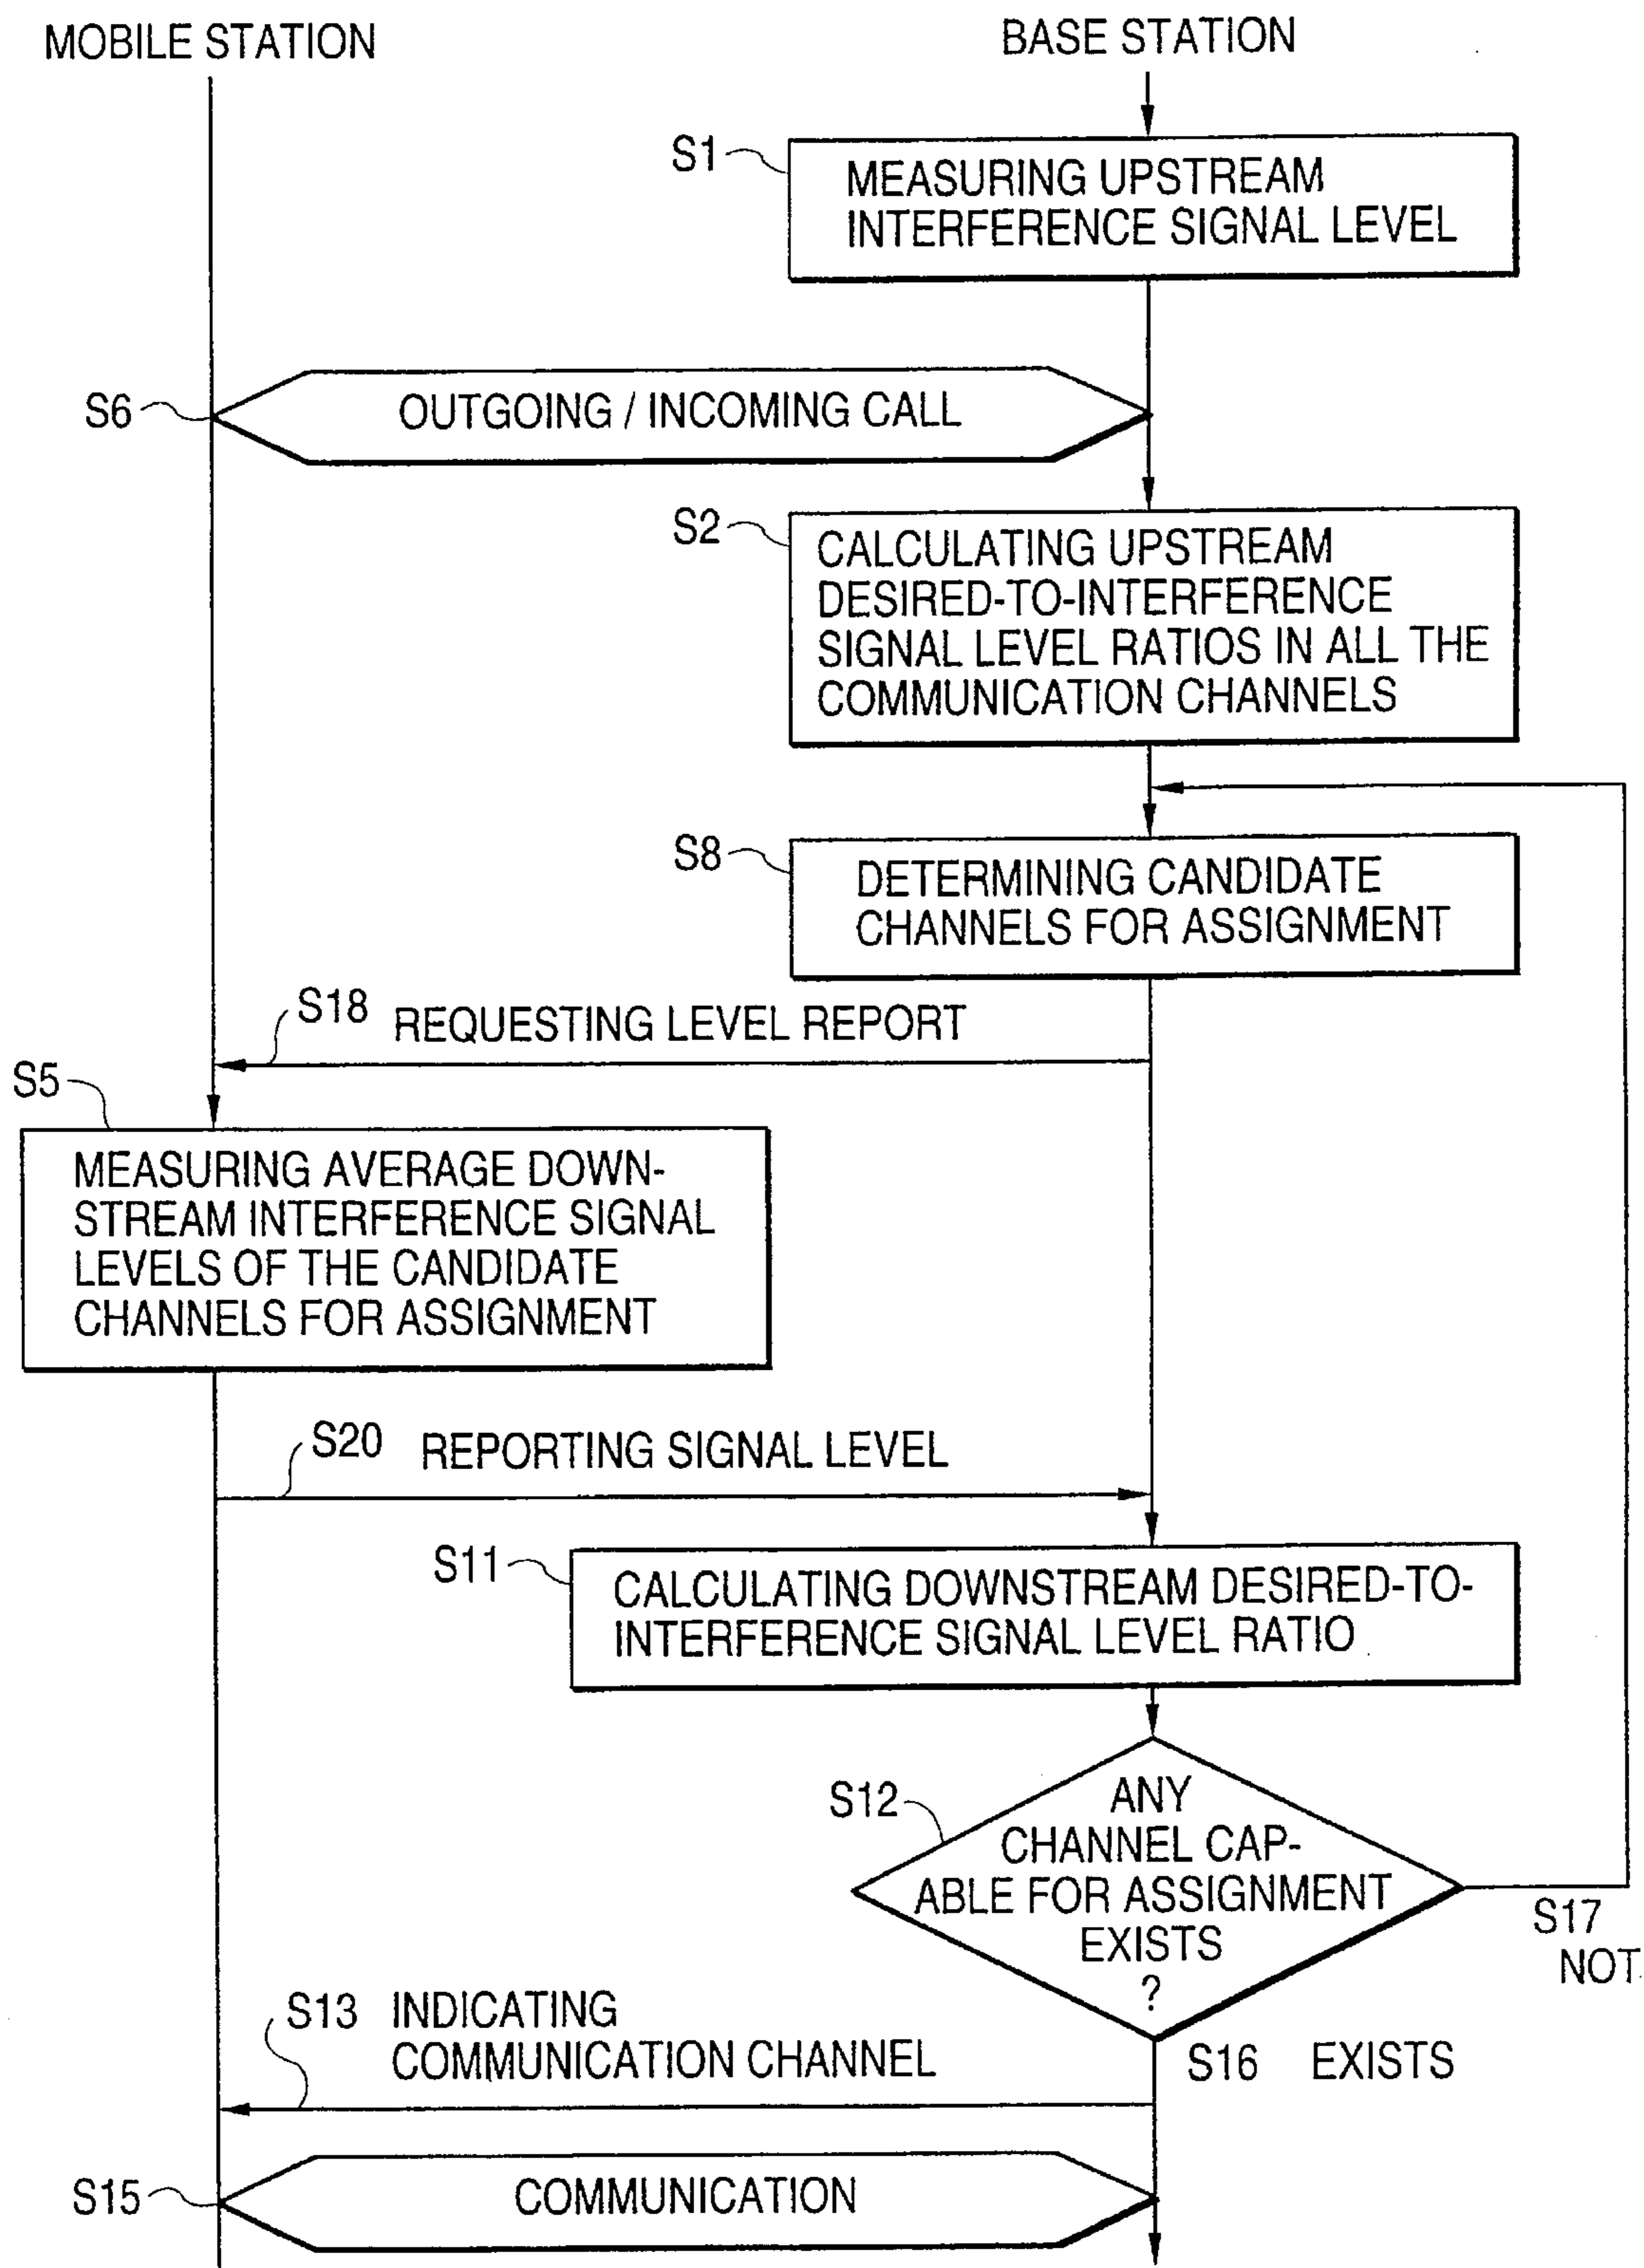 MOBILE STATION
BASE STATION
S1
MEASURING UPSTREAM
INTERFERENCE SIGNAL LEVEL
S6
OUTGOING / INCOMING CALL
S2
CALCULATING UPSTREAM
DESIRED-TO-INTERFERENCE
SIGNAL LEVEL RATIOS IN ALL THE
COMMUNICATION CHANNELS
S8
DETERMINING CANDIDATE
CHANNELS FOR ASSIGNMENT
S18 REQUESTING LEVEL REPORT
S5
MEASURING AVERAGE DOWN-
STREAM INTERFERENCE SIGNAL
LEVELS OF THE CANDIDATE
CHANNELS FOR ASSIGNMENT
S20 REPORTING SIGNAL LEVEL
S11
CALCULATING DOWNSTREAM DESIRED-TO-
INTERFERENCE SIGNAL LEVEL RATIO
S12
ANY
CHANNEL CAP-
ABLE FOR ASSIGNMENT
EXISTS
?
S17
NOT
S13 INDICATING
COMMUNICATION CHANNEL
S16 EXISTS
S15
COMMUNICATION